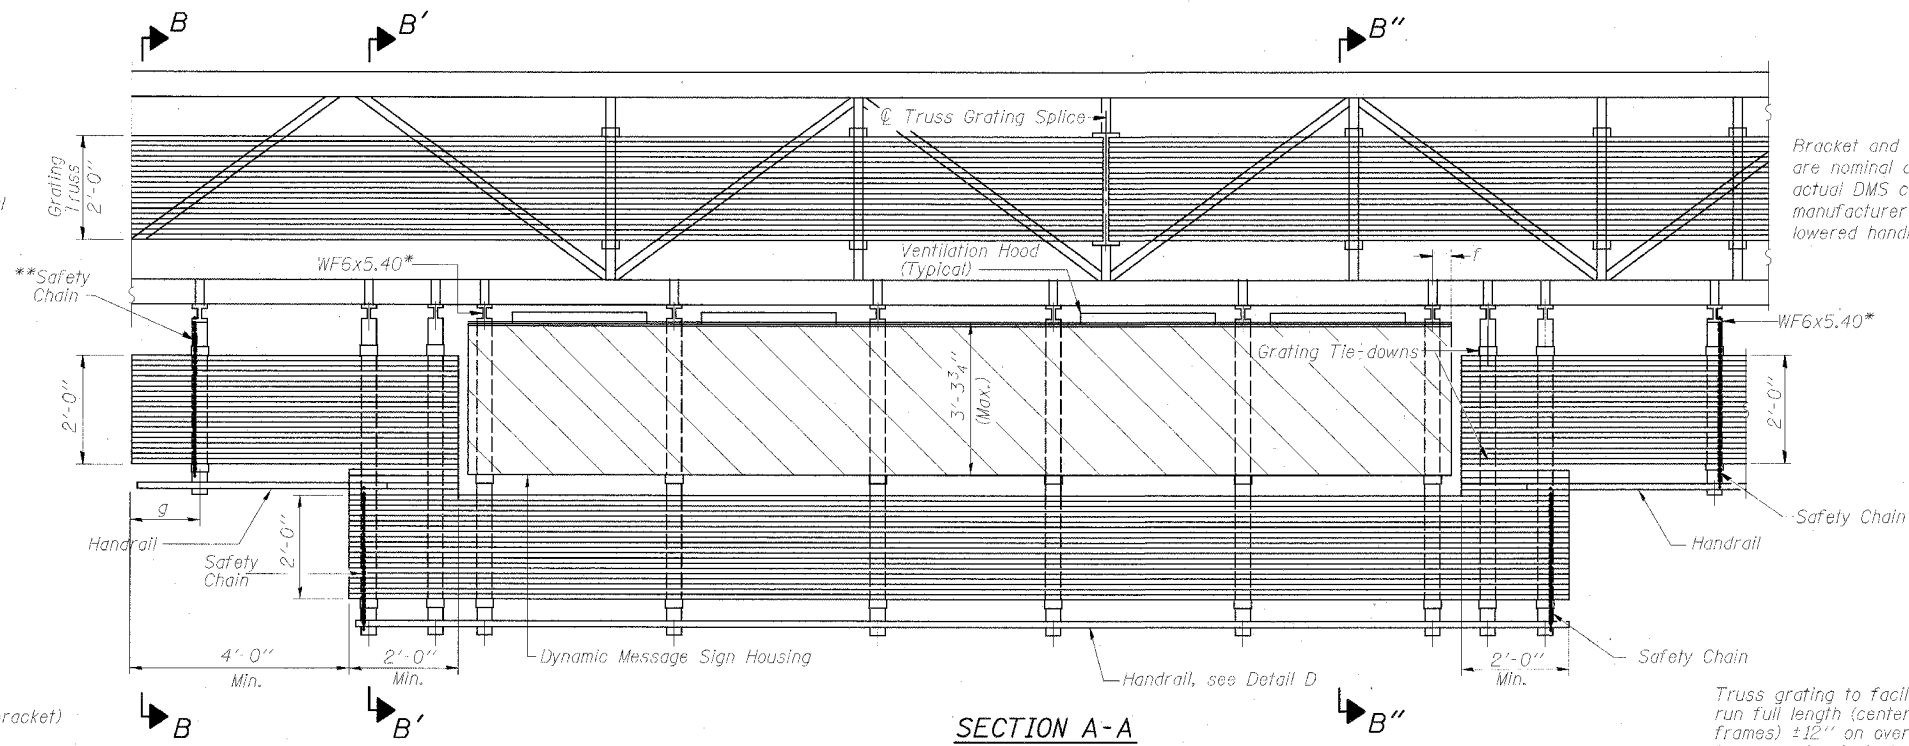 B
B'
B"
℄ Truss Grating Splice
Grating
Truss
2'-0"
Bracket and
are nominal
actual DMS
manufacturer
lowered
**Safety
Chain
WF6x5.40*
Ventilation Hood
(Typical)
f
WF6x5.40*
Grating Tie-downs
2'-0"
3'-3¾"
(Max.)
2'-0"
g
Handrail
Safety
Chain
2'-0"
Safety Chain
Handrail
4'-0"
Min.
2'-0"
Min.
Dynamic Message Sign Housing
Handrail, see Detail D
2'-0"
Min.
Safety Chain
B
B'
B"
SECTION A-A
racket)
Truss grating to facil
run full length (center
frames) ±12" on over